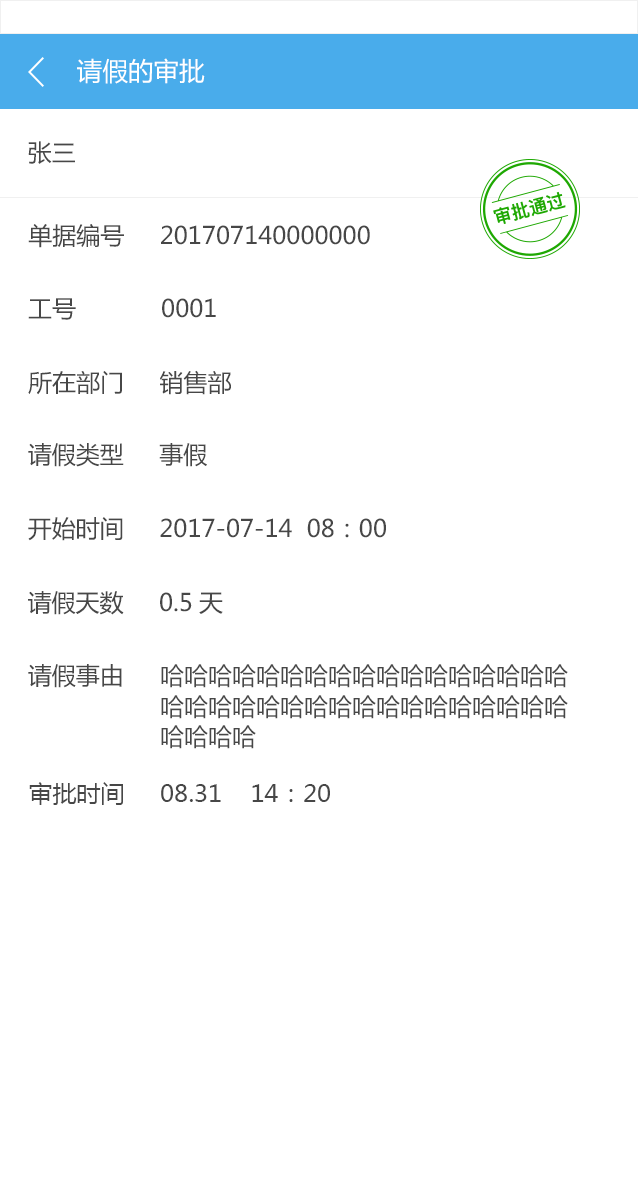 请假的审批
张三
审批通过
单据编号 201707140000000
工号 0001
所在部门 销售部
请假类型 事假
开始时间 2017-07-14 08：00
请假天数 0.5 天
请假事由 哈哈哈哈哈哈哈哈哈哈哈哈哈哈哈哈哈
哈哈哈哈哈哈哈哈哈哈哈哈哈哈哈哈哈
哈哈哈哈
审批时间 08.31 14：20